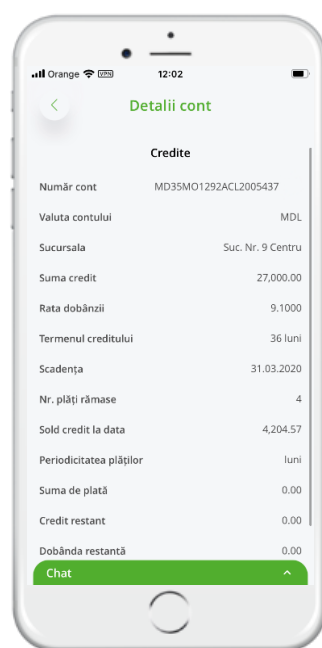 Orange VPN 12:02
Detalii cont
Credite
Număr cont MD35MO1292ACL2005437
Valuta contului MDL
Sucursala Suc. Nr. 9 Centru
Suma credit 27,000.00
Rata dobânzii 9.1000
Termenul creditului 36 luni
Scadența 31.03.2020
Nr. plăți rămase 4
Sold credit la data 4,204.57
Periodicitatea plăților luni
Suma de plată 0.00
Credit restant 0.00
Dobânda restantă 0.00
Chat